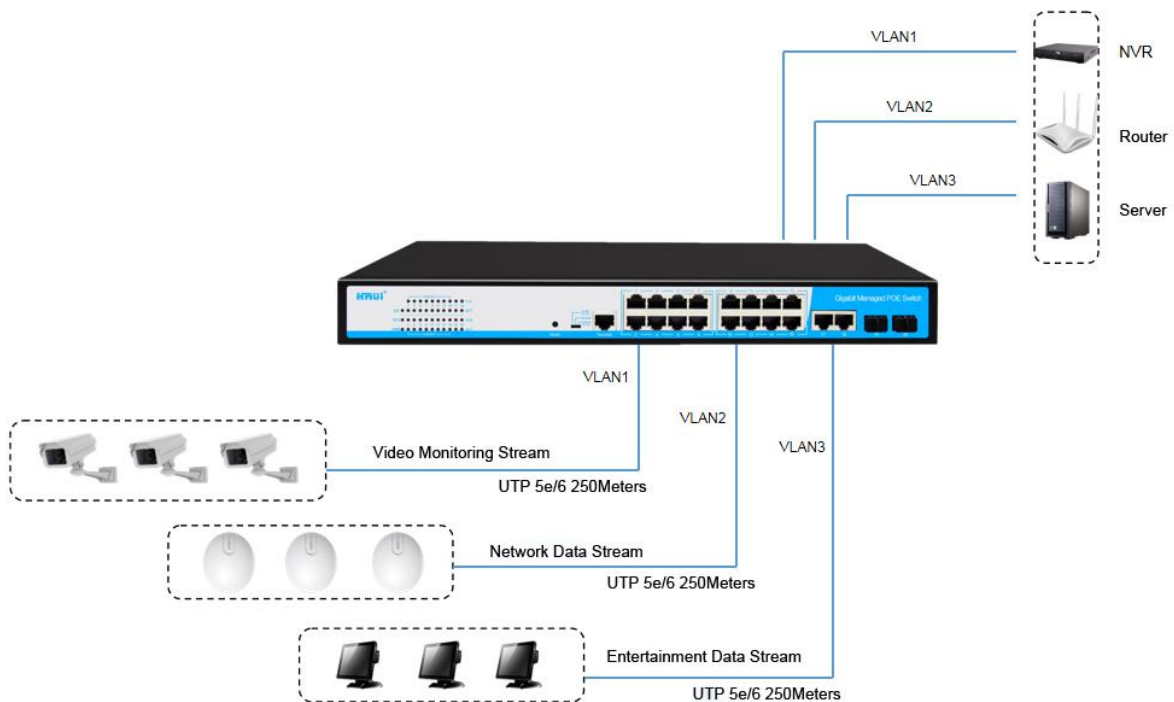 VLAN1
NVR
VLAN2
Router
VLAN3
Server
HRUI
Gigabit Managed POE Switch
VLAN1
VLAN2
VLAN3
Video Monitoring Stream
UTP 5e/6 250Meters
Network Data Stream
UTP 5e/6 250Meters
Entertainment Data Stream
UTP 5e/6 250Meters